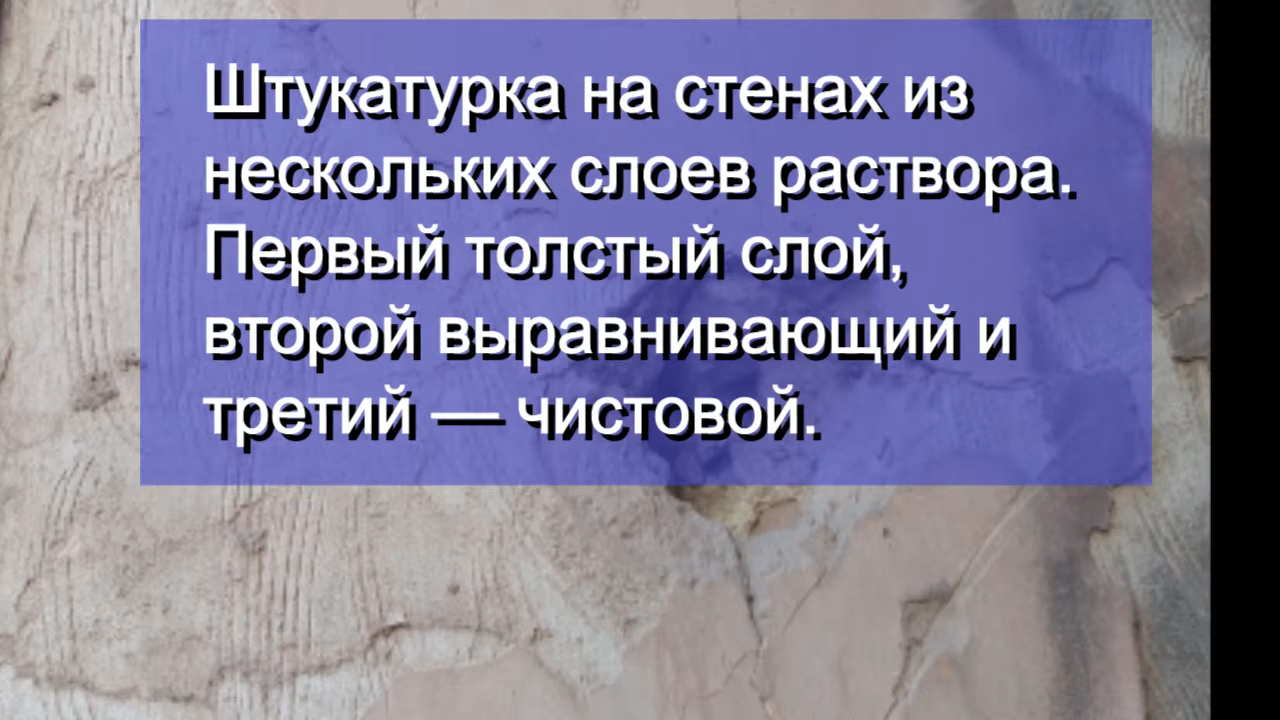 Штукатурка на стенах из
нескольких слоев раствора.
Первый толстый слой,
второй выравнивающий и
третий — чистовой.